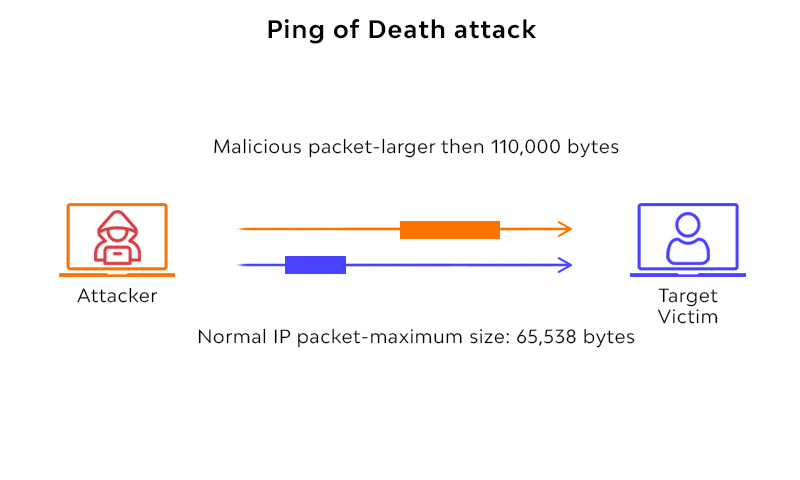 Ping of Death attack
Malicious packet-larger then 110,000 bytes
Attacker
Target
Victim
Normal IP packet-maximum size: 65,538 bytes